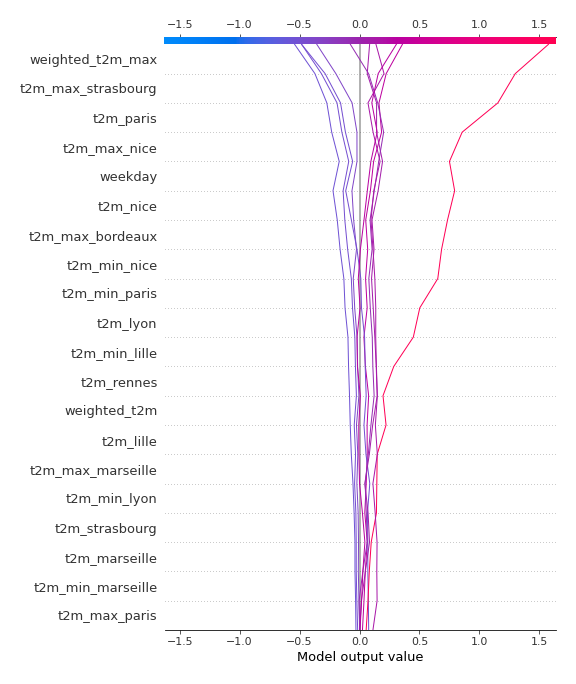 −1.5 −1.0 −0.5 0.0 0.5 1.0 1.5
weighted_t2m_max
t2m_max_strasbourg
t2m_paris
t2m_max_nice
weekday
t2m_nice
t2m_max_bordeaux
t2m_min_nice
t2m_min_paris
t2m_lyon
t2m_min_lille
t2m_rennes
weighted_t2m
t2m_lille
t2m_max_marseille
t2m_min_lyon
t2m_strasbourg
t2m_marseille
t2m_min_marseille
t2m_max_paris
−1.5 −1.0 −0.5 0.0 0.5 1.0 1.5
Model output value